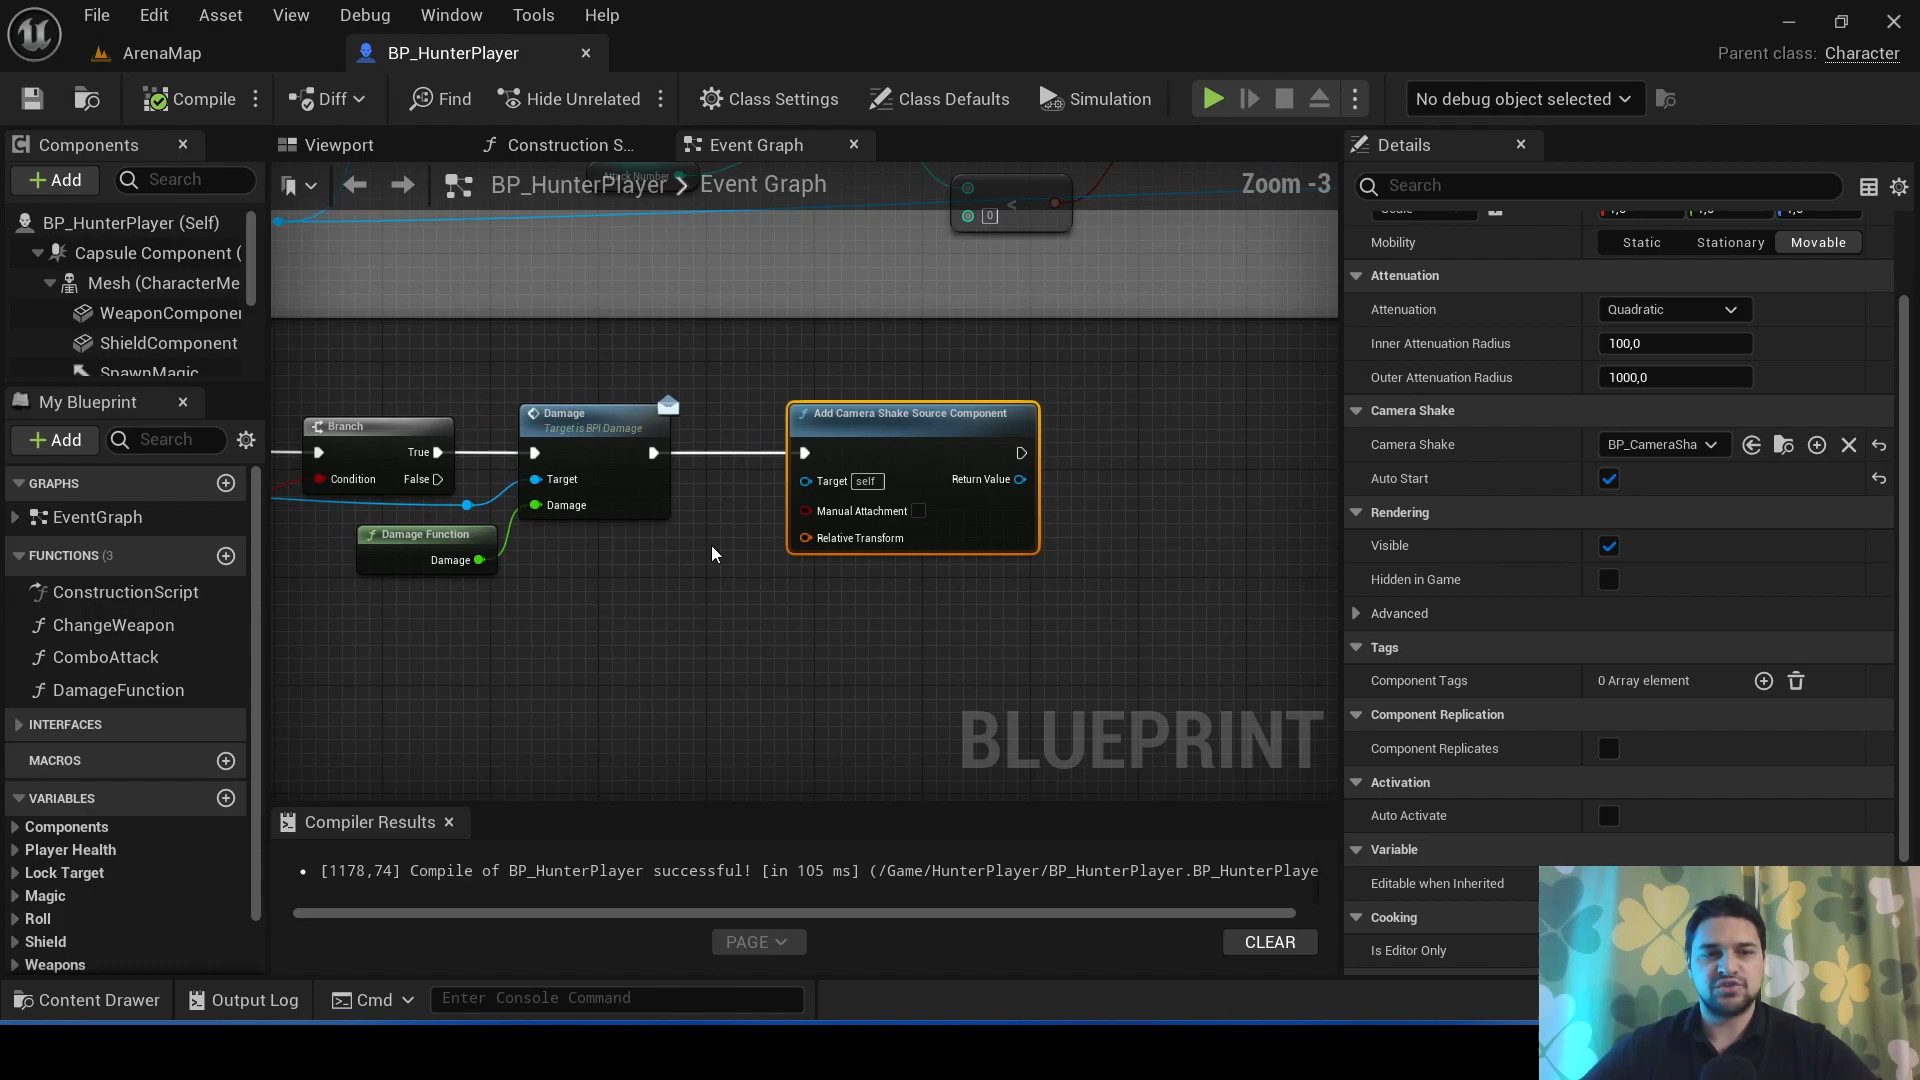 File Edit Asset View Debug Window Tools Help
ArenaMap
BP_HunterPlayer
Parent class: Character
Compile
Diff
Find
Hide Unrelated
Class Settings
Class Defaults
Simulation
No debug object selected
Components
Add
Search
BP_HunterPlayer (Self)
Capsule Component (
Mesh (CharacterMe
WeaponComponen
ShieldComponent
SpawnMagic
My Blueprint
Add
Search
GRAPHS
EventGraph
FUNCTIONS (3
ConstructionScript
ChangeWeapon
ComboAttack
DamageFunction
INTERFACES
MACROS
VARIABLES
Components
Player Health
Lock Target
Magic
Roll
Shield
Weapons
Viewport
Construction S...
Event Graph
BP_HunterPlayer > Event Graph
Zoom -3
Attack Number
0
<
Branch
True
Condition
False
Damage Function
Damage
Damage
Target is BPI Damage
Target
Damage
Add Camera Shake Source Component
Target self
Return Value
Manual Attachment
Relative Transform
BLUEPRINT
Compiler Results
• [1178,74] Compile of BP_HunterPlayer successful! [in 105 ms] (/Game/HunterPlayer/BP_HunterPlayer.BP_HunterPlaye
PAGE
CLEAR
Details
Search
Mobility Static Stationary Movable
Attenuation
Attenuation Quadratic
Inner Attenuation Radius 100,0
Outer Attenuation Radius 1000,0
Camera Shake
Camera Shake BP_CameraSha
Auto Start
Rendering
Visible
Hidden in Game
Advanced
Tags
Component Tags 0 Array element
Component Replication
Component Replicates
Activation
Auto Activate
Variable
Editable when Inherited
Cooking
Is Editor Only
Content Drawer
Output Log
Cmd
Enter Console Command